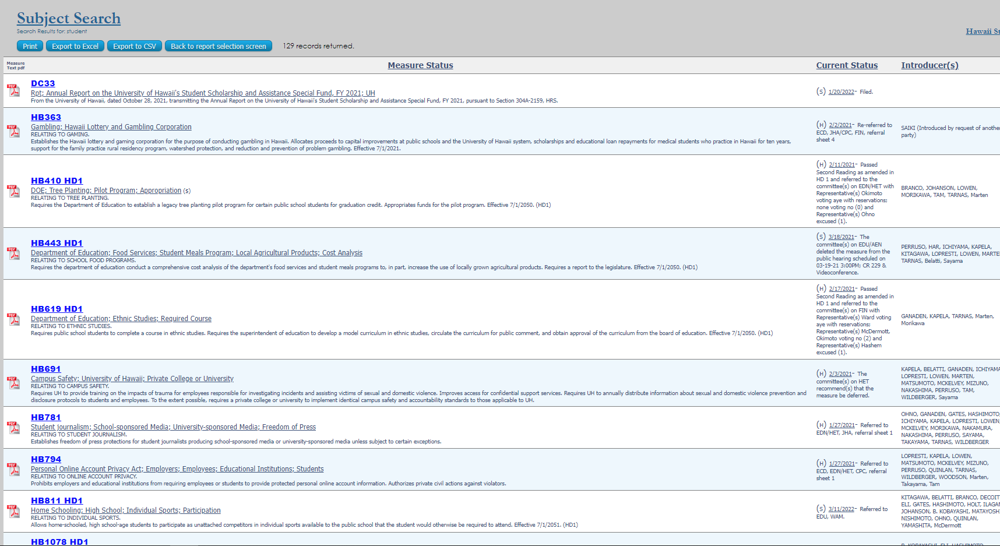 Subject Search
Search Results for: student
Hawaii
Print Export to Excel Export to CSV Back to report selection screen 129 records returned.
Measure
Text pdf
Measure Status Current Status Introducer(s)
DC33
Rpt; Annual Report on the University of Hawaii's Student Scholarship and Assistance Special Fund, FY 2021; UH
From the University of Hawaii, dated October 28, 2021, transmitting the Annual Report on the University of Hawaii's Student Scholarship and Assistance Special Fund, FY 2021, pursuant to Section 304A-2159, HRS.
(S) 1/20/2022- Filed.
HB363
Gambling; Hawaii Lottery and Gambling Corporation
RELATING TO GAMING.
Establishes the Hawaii lottery and gaming corporation for the purpose of conducting gambling in Hawaii. Allocates proceeds to capital improvements at public schools and the University of Hawaii system, scholarships and educational loan repayments for medical students who practice in Hawaii for ten years,
support for the family practice rural residency program, watershed protection, and reduction and prevention of problem gambling. Effective 7/1/2021.
(H) 2/2/2021- Re-referred to
ECD, JHA/CPC, FIN, referral
sheet 4
SAIKI (Introduced by request of another
party)
HB410 HD1
DOE; Tree Planting; Pilot Program; Appropriation (s)
RELATING TO TREE PLANTING.
Requires the Department of Education to establish a legacy tree planting pilot program for certain public school students for graduation credit. Appropriates funds for the pilot program. Effective 7/1/2050. (HD1)
(H) 2/11/2021- Passed
Second Reading as amended in
HD 1 and referred to the
committee(s) on EDN/HET with
Representative(s) Okimoto
voting aye with reservations;
none voting no (0) and
Representative(s) Ohno
excused (1).
BRANCO, JOHANSON, LOWEN,
MORIKAWA, TAM, TARNAS, Marten
HB443 HD1
Department of Education; Food Services; Student Meals Program; Local Agricultural Products; Cost Analysis
RELATING TO SCHOOL FOOD PROGRAMS.
Requires the department of education conduct a comprehensive cost analysis of the department's food services and student meals programs to, in part, increase the use of locally grown agricultural products. Requires a report to the legislature. Effective 7/1/2050. (HD1)
(S) 3/18/2021- The
committee(s) on EDU/AEN
deleted the measure from the
public hearing scheduled on
03-19-21 3:00PM; CR 229 &
Videoconference.
PERRUSO, HAR, ICHIYAMA, KAPELA,
KITAGAWA, LOPRESTI, LOWEN, MARTE
TARNAS, Belatti, Sayama
HB619 HD1
Department of Education; Ethnic Studies; Required Course
RELATING TO ETHNIC STUDIES.
Requires public school students to complete a course in ethnic studies. Requires the superintendent of education to develop a model curriculum in ethnic studies, circulate the curriculum for public comment, and obtain approval of the curriculum from the board of education. Effective 7/1/2050. (HD1)
(H) 2/17/2021- Passed
Second Reading as amended in
HD 1 and referred to the
committee(s) on FIN with
Representative(s) Ward voting
aye with reservations;
Representative(s) McDermott,
Okimoto voting no (2) and
Representative(s) Hashem
excused (1).
GANADEN, KAPELA, TARNAS, Marten,
Morikawa
HB691
Campus Safety; University of Hawaii; Private College or University
RELATING TO CAMPUS SAFETY.
Requires UH to provide training on the impacts of trauma for employees responsible for investigating incidents and assisting victims of sexual and domestic violence. Improves access for confidential support services. Requires UH to annually distribute information about sexual and domestic violence prevention and
disclosure protocols to students and employees. To the extent possible, requires a private college or university to implement identical campus safety and accountability standards to those applicable to UH.
(H) 2/3/2021- The
committee(s) on HET
recommend(s) that the
measure be deferred.
KAPELA, BELATTI, GANADEN, ICHIYAMA
LOPRESTI, LOWEN, MARTEN,
MATSUMOTO, MCKELVEY, MIZUNO,
NAKASHIMA, PERRUSO, TAM,
WILDBERGER, Sayama
HB781
Student journalism; School-sponsored Media; University-sponsored Media; Freedom of Press
RELATING TO STUDENT JOURNALISM.
Establishes freedom of press protections for student journalists producing school-sponsored media or university-sponsored media unless subject to certain exceptions.
(H) 1/27/2021- Referred to
EDN/HET, JHA, referral sheet 1
OHNO, GANADEN, GATES, HASHIMOTO,
ICHIYAMA, KAPELA, LOPRESTI, LOWEN,
MCKELVEY, MORIKAWA, NAKAMURA,
NAKASHIMA, PERRUSO, SAYAMA,
TAKAYAMA, TARNAS, WILDBERGER
HB794
Personal Online Account Privacy Act; Employers; Employees; Educational Institutions; Students
RELATING TO ONLINE ACCOUNT PRIVACY.
Prohibits employers and educational institutions from requiring employees or students to provide protected personal online account information. Authorizes private civil actions against violators.
(H) 1/27/2021- Referred to
ECD, EDN/HET, CPC, referral
sheet 1
LOPRESTI, KAPELA, LOWEN,
MATSUMOTO, MCKELVEY, MIZUNO,
PERRUSO, QUINLAN, TARNAS,
WILDBERGER, WOODSON, Marten,
Takayama, Tam
HB811 HD1
Home Schooling; High School; Individual Sports; Participation
RELATING TO INDIVIDUAL SPORTS.
Allows home-schooled, high school-age students to participate as unattached competitors in individual sports available to the public school that the student would otherwise be required to attend. Effective 7/1/2051. (HD1)
(S) 3/11/2022- Referred to
EDU, WAM.
KITAGAWA, BELATTI, BRANCO, DECOIT
ELI, GATES, HASHIMOTO, HOLT, ILAGAN
JOHANSON, B. KOBAYASHI, MATAYOSH
NISHIMOTO, OHNO, QUINLAN,
YAMASHITA, McDermott
HB1078 HD1